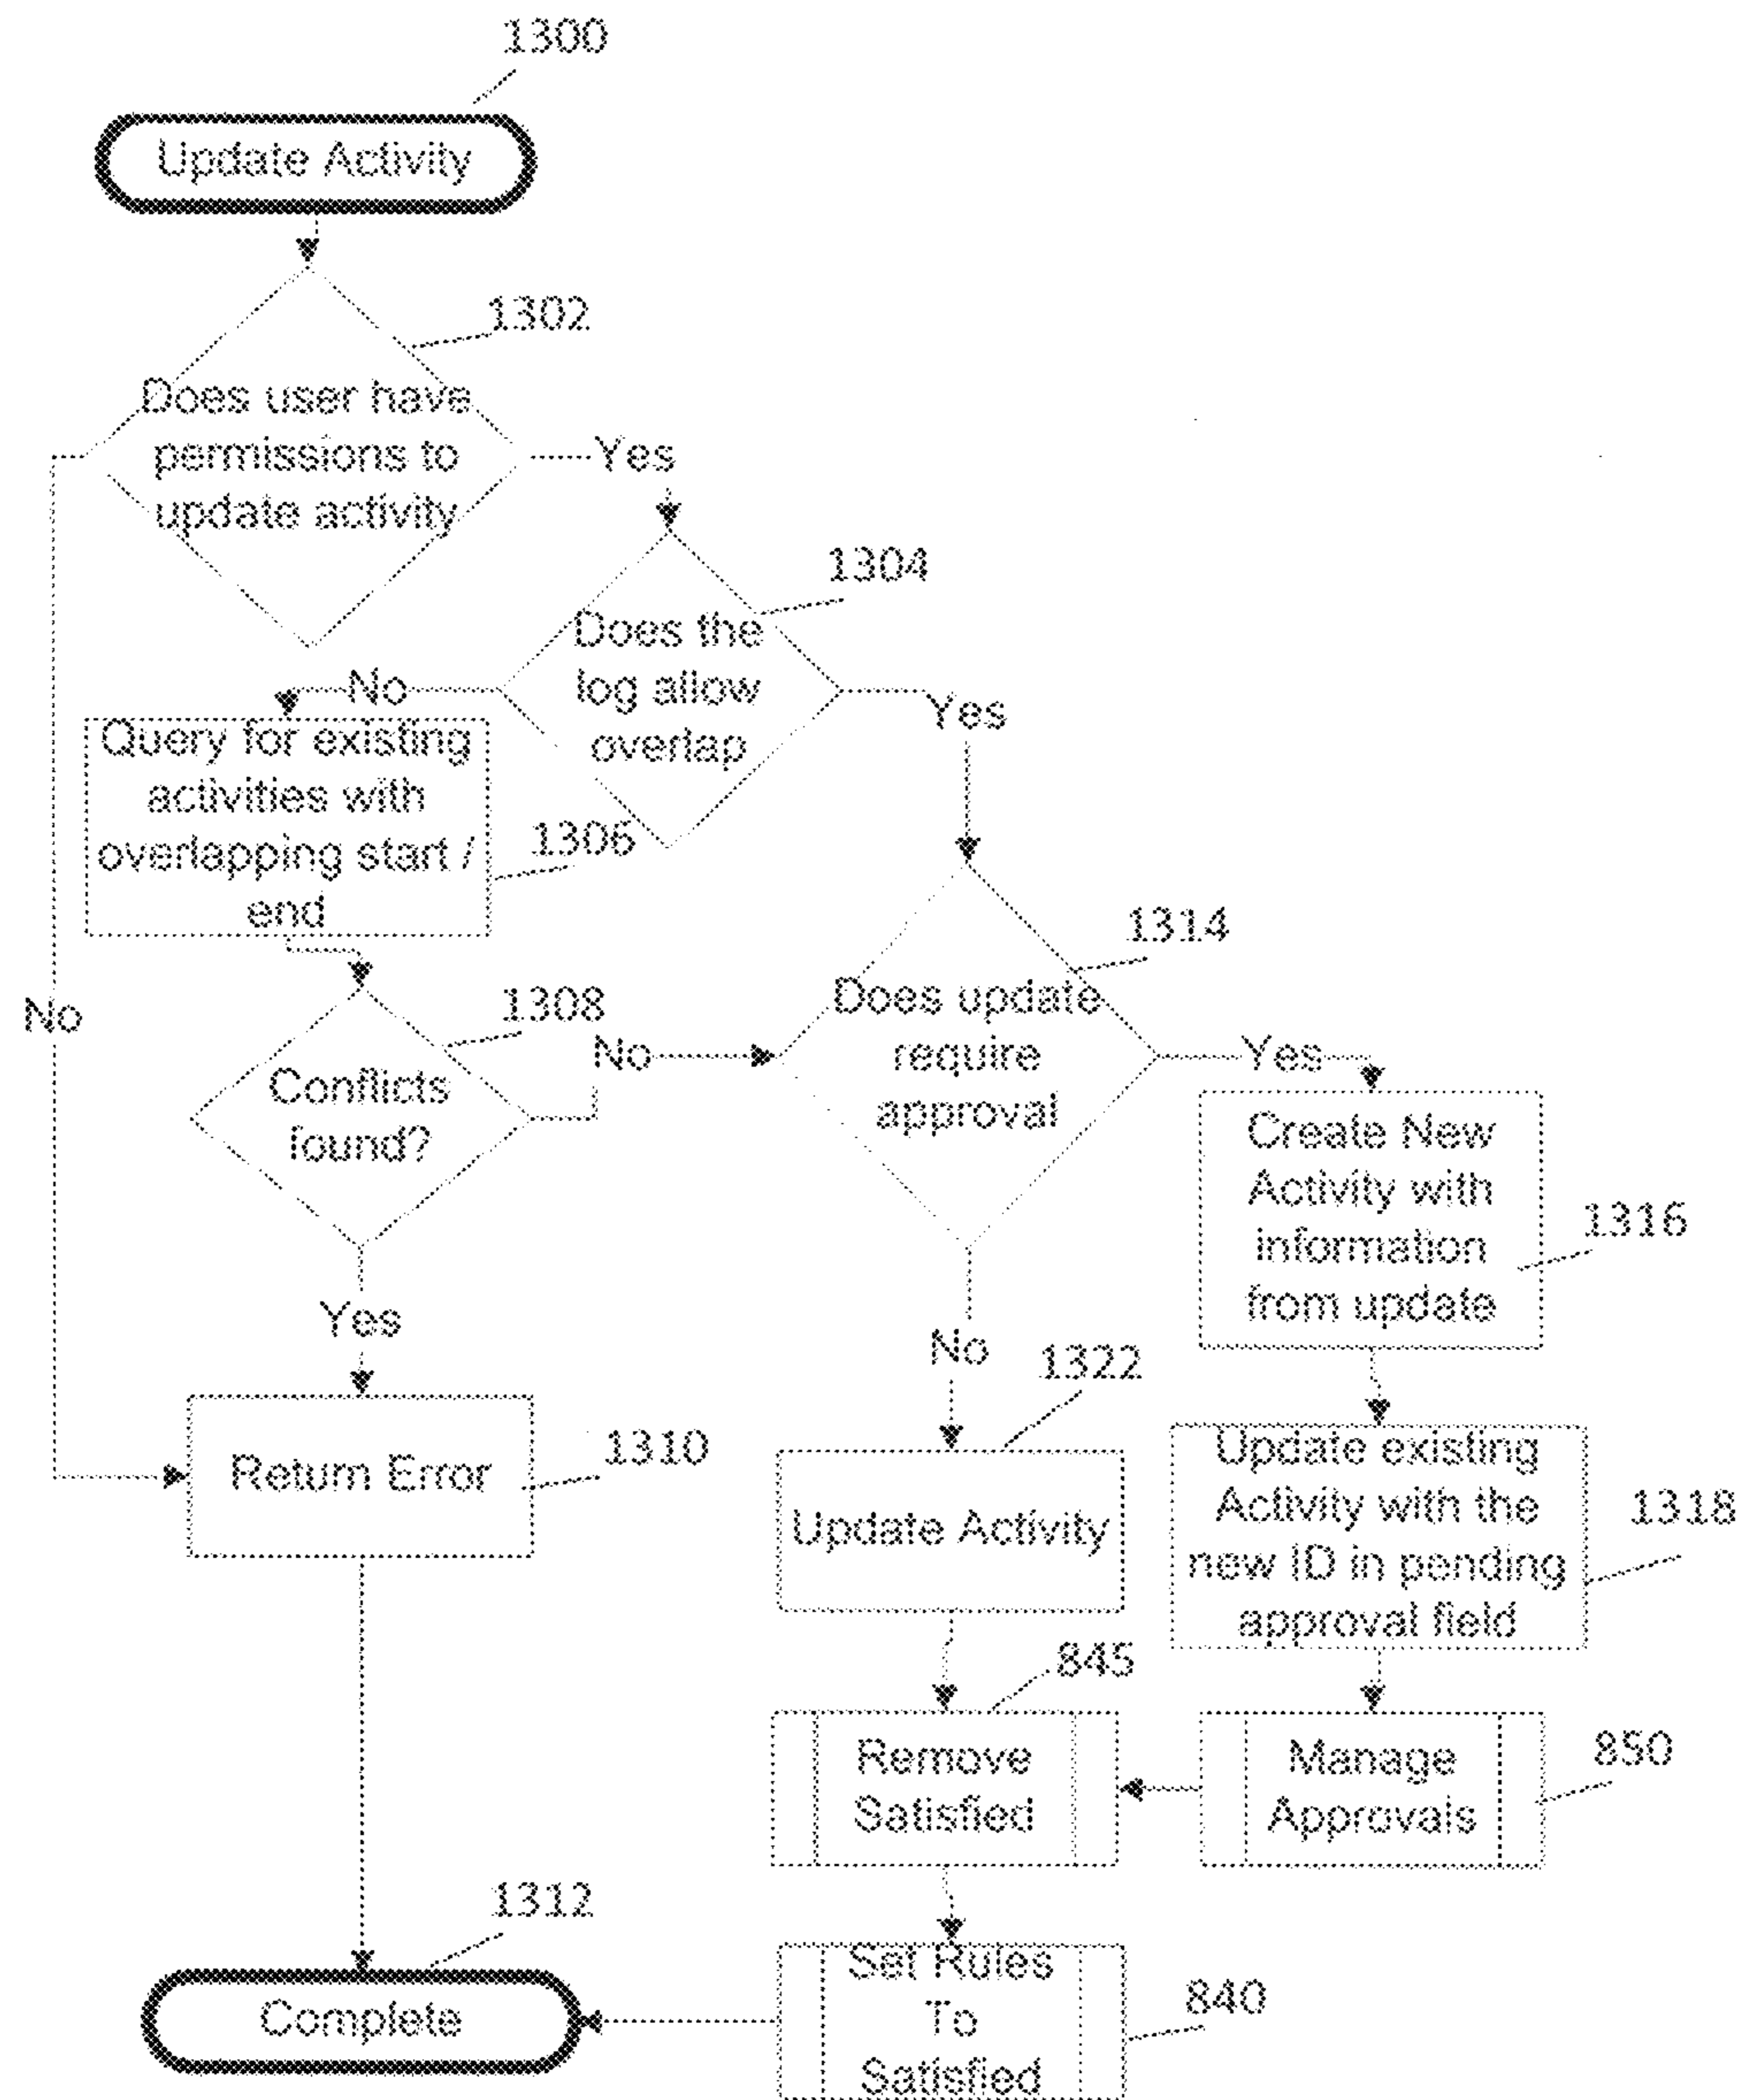 1300
Update Activity
1302
Does user have
permissions to
update activity
Yes
1304
Does the
log allow
overlap
No
Yes
Query for existing
activities with
overlapping start /
end
1306
1314
Does update
require
approval
No
1308
Conflicts
found?
No
Yes
Create New
Activity with
information
from update
1316
Yes
No
1322
1310
Return Error
Update Activity
Update existing
Activity with the
new ID in pending
approval field
1318
845
Remove
Satisfied
Manage
Approvals
850
1312
Complete
Set Rules
To
Satisfied
840